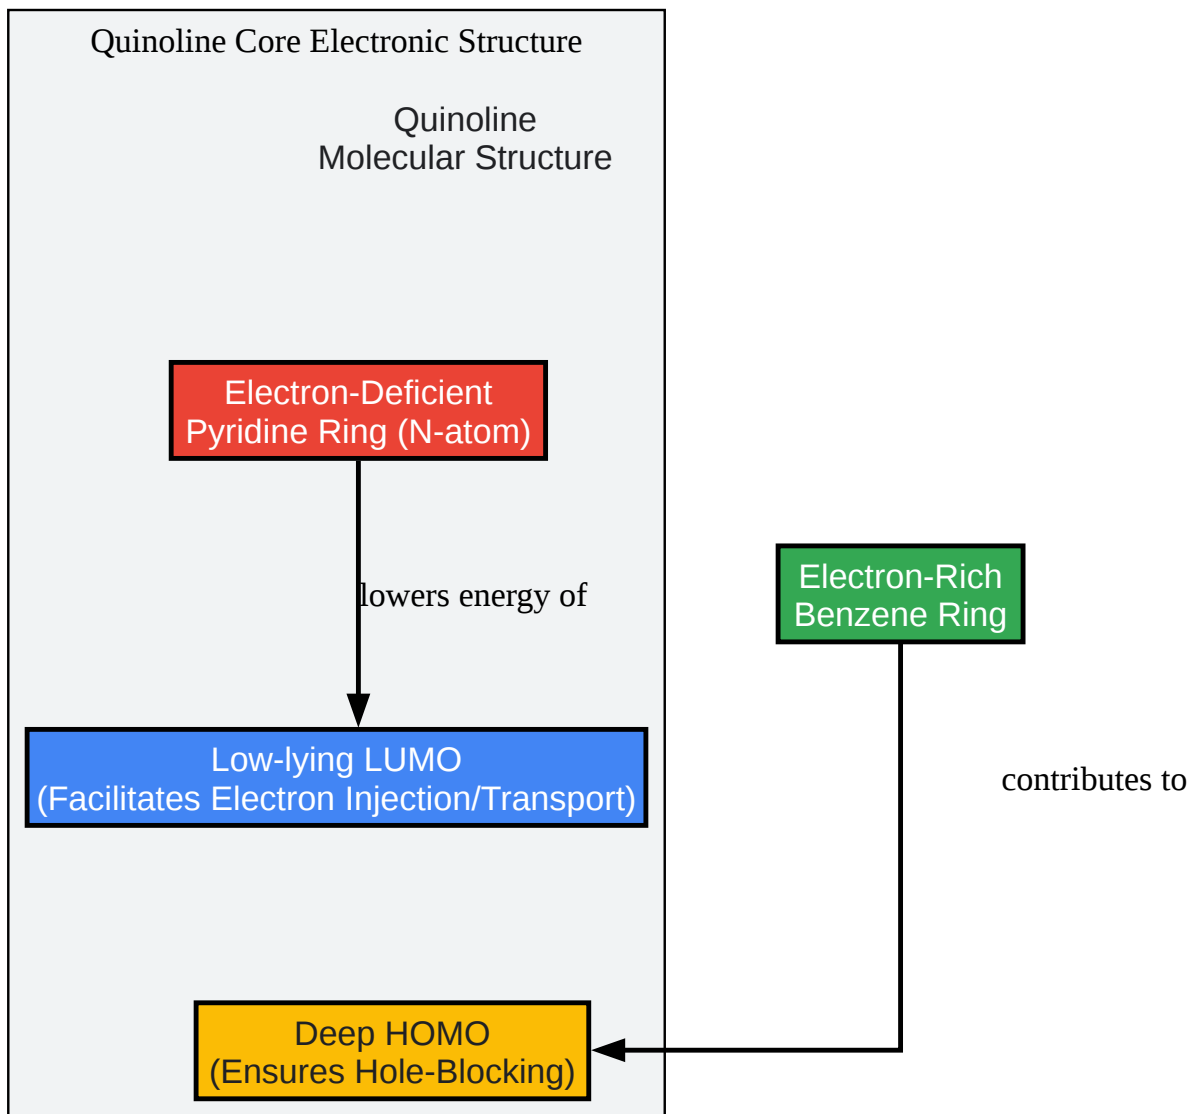 Quinoline Core Electronic Structure
Quinoline
Molecular Structure
Electron-Deficient
Pyridine Ring (N-atom)
lowers energy of
Electron-Rich
Benzene Ring
Low-lying LUMO
(Facilitates Electron Injection/Transport)
contributes to
Deep HOMO
(Ensures Hole-Blocking)